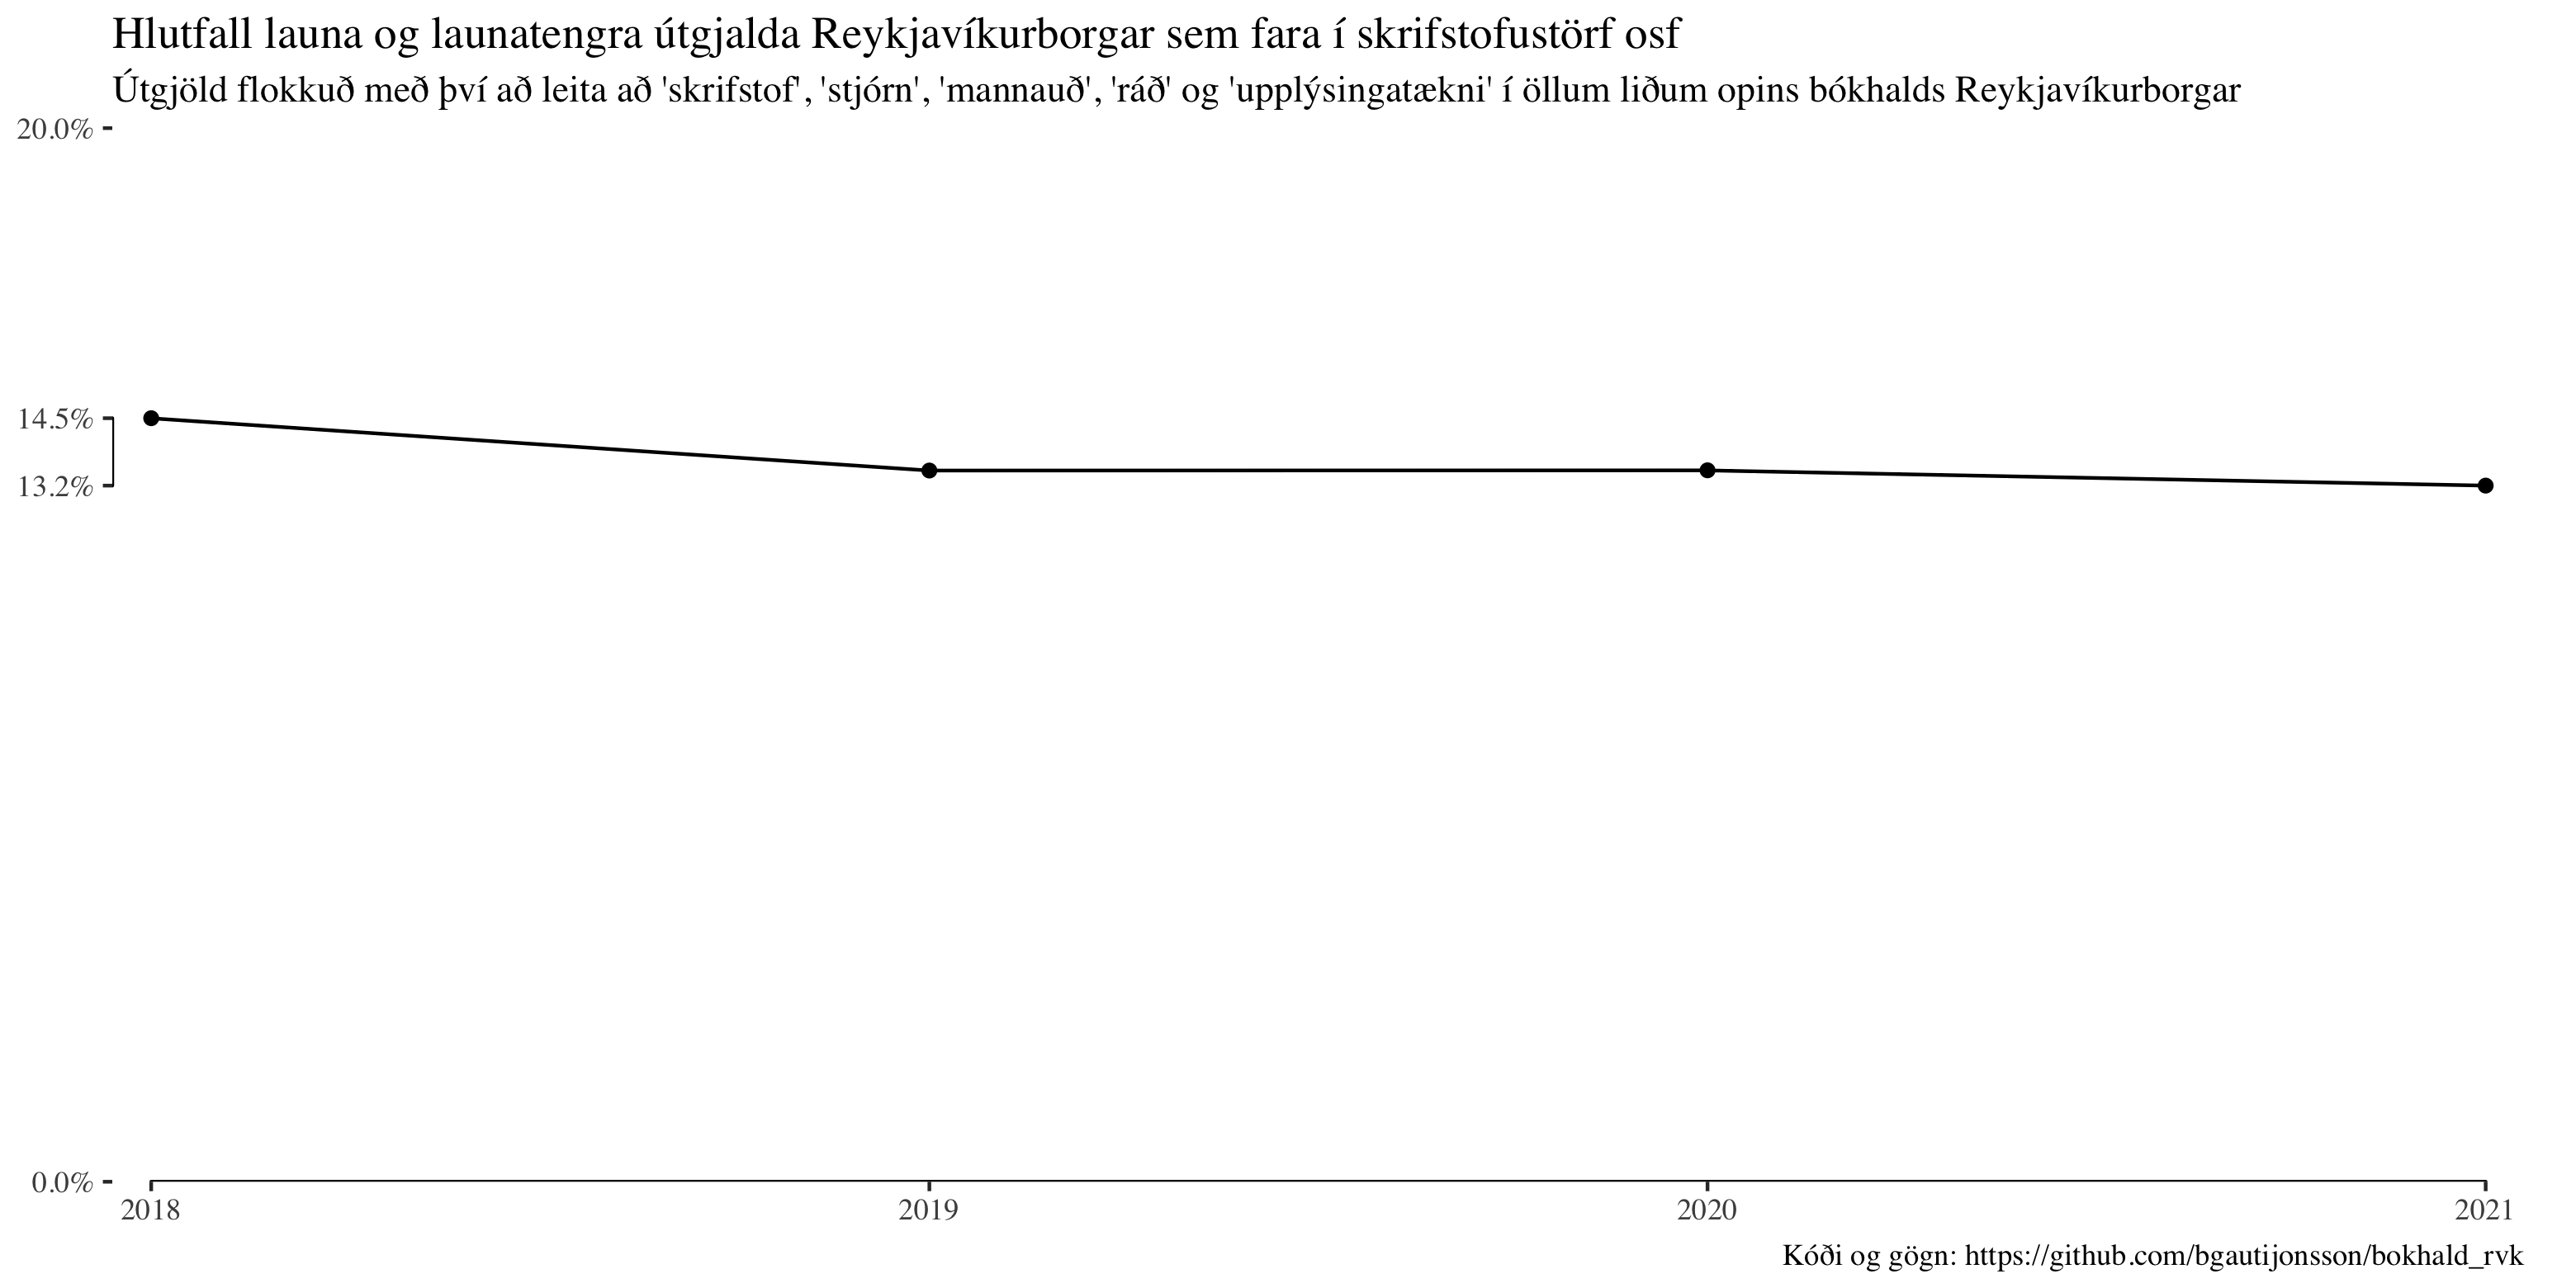 Hlutfall launa og launatengra útgjalda Reykjavíkurborgar sem fara í skrifstofustörf osf
Útgjöld flokkuð með því að leita að 'skrifstof', 'stjórn', 'mannauð', 'ráð' og 'upplýsingatækni' í öllum liðum opins bókhalds Reykjavíkurborgar
20.0%
14.5%
13.2%
0.0%
2018 2019 2020 2021
Kóði og gögn: https://github.com/bgautijonsson/bokhald_rvk